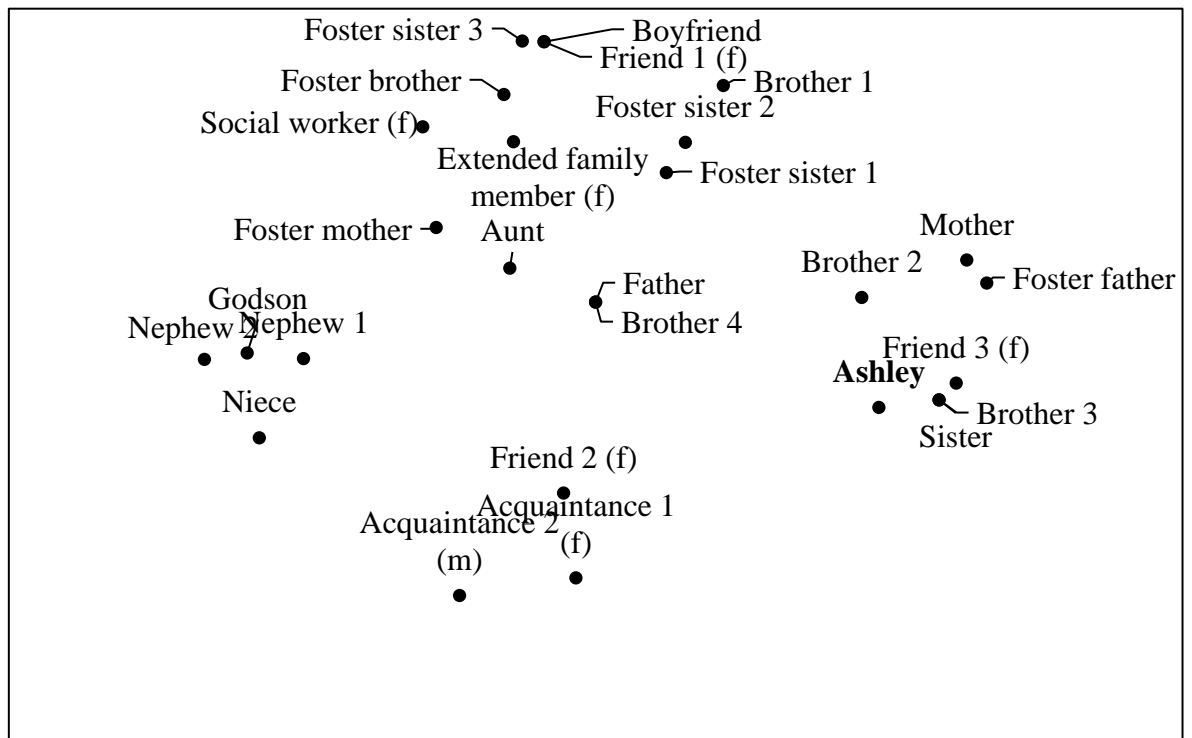 Foster sister 3
Boyfriend
Friend 1 (f)
Foster brother
Brother 1
Social worker (f)
Foster sister 2
Extended family
member (f)
Foster sister 1
Foster mother
Aunt
Mother
Brother 2
Foster father
Father
Brother 4
Godson
Nephew 1
Nephew 2
Friend 3 (f)
Ashley
Niece
Brother 3
Sister
Friend 2 (f)
Acquaintance 1
(f)
Acquaintance 2
(m)